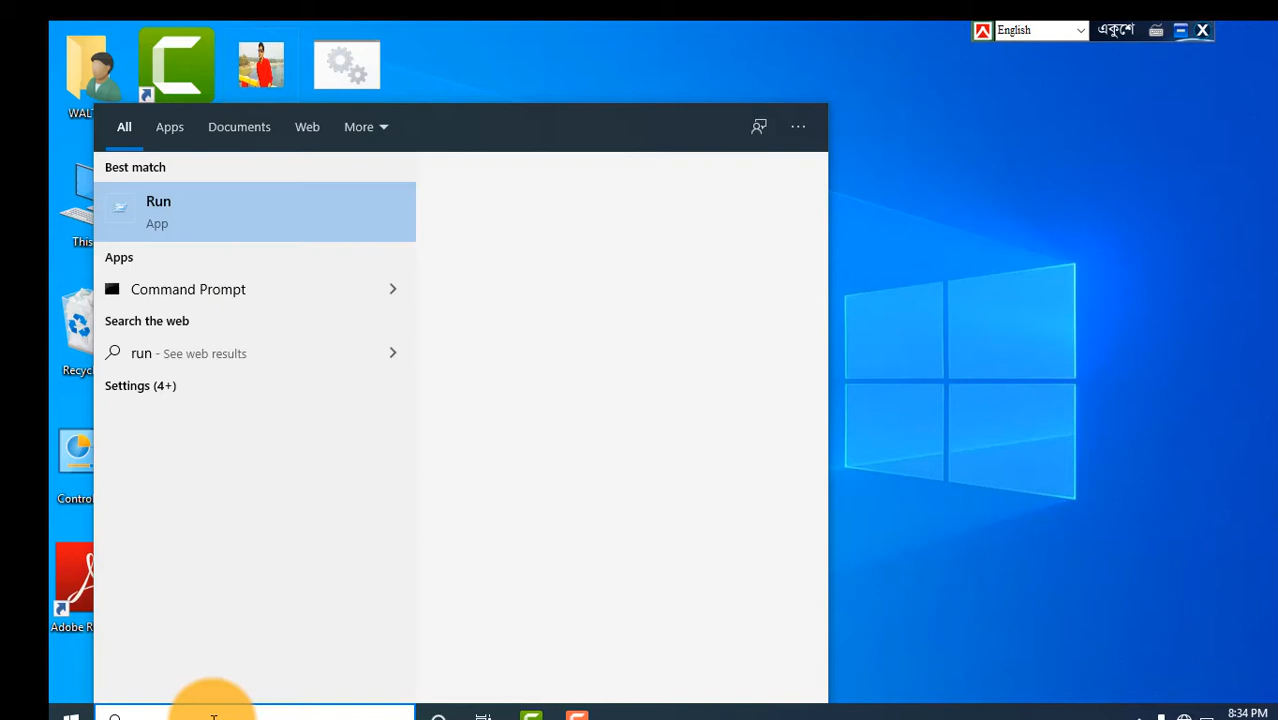 English
একুশে
WAL
All Apps Documents Web More
Best match
Run
App
Apps
Command Prompt
Search the web
run - See web results
Settings (4+)
This
Recyc
Contro
Adobe R
8:34 PM